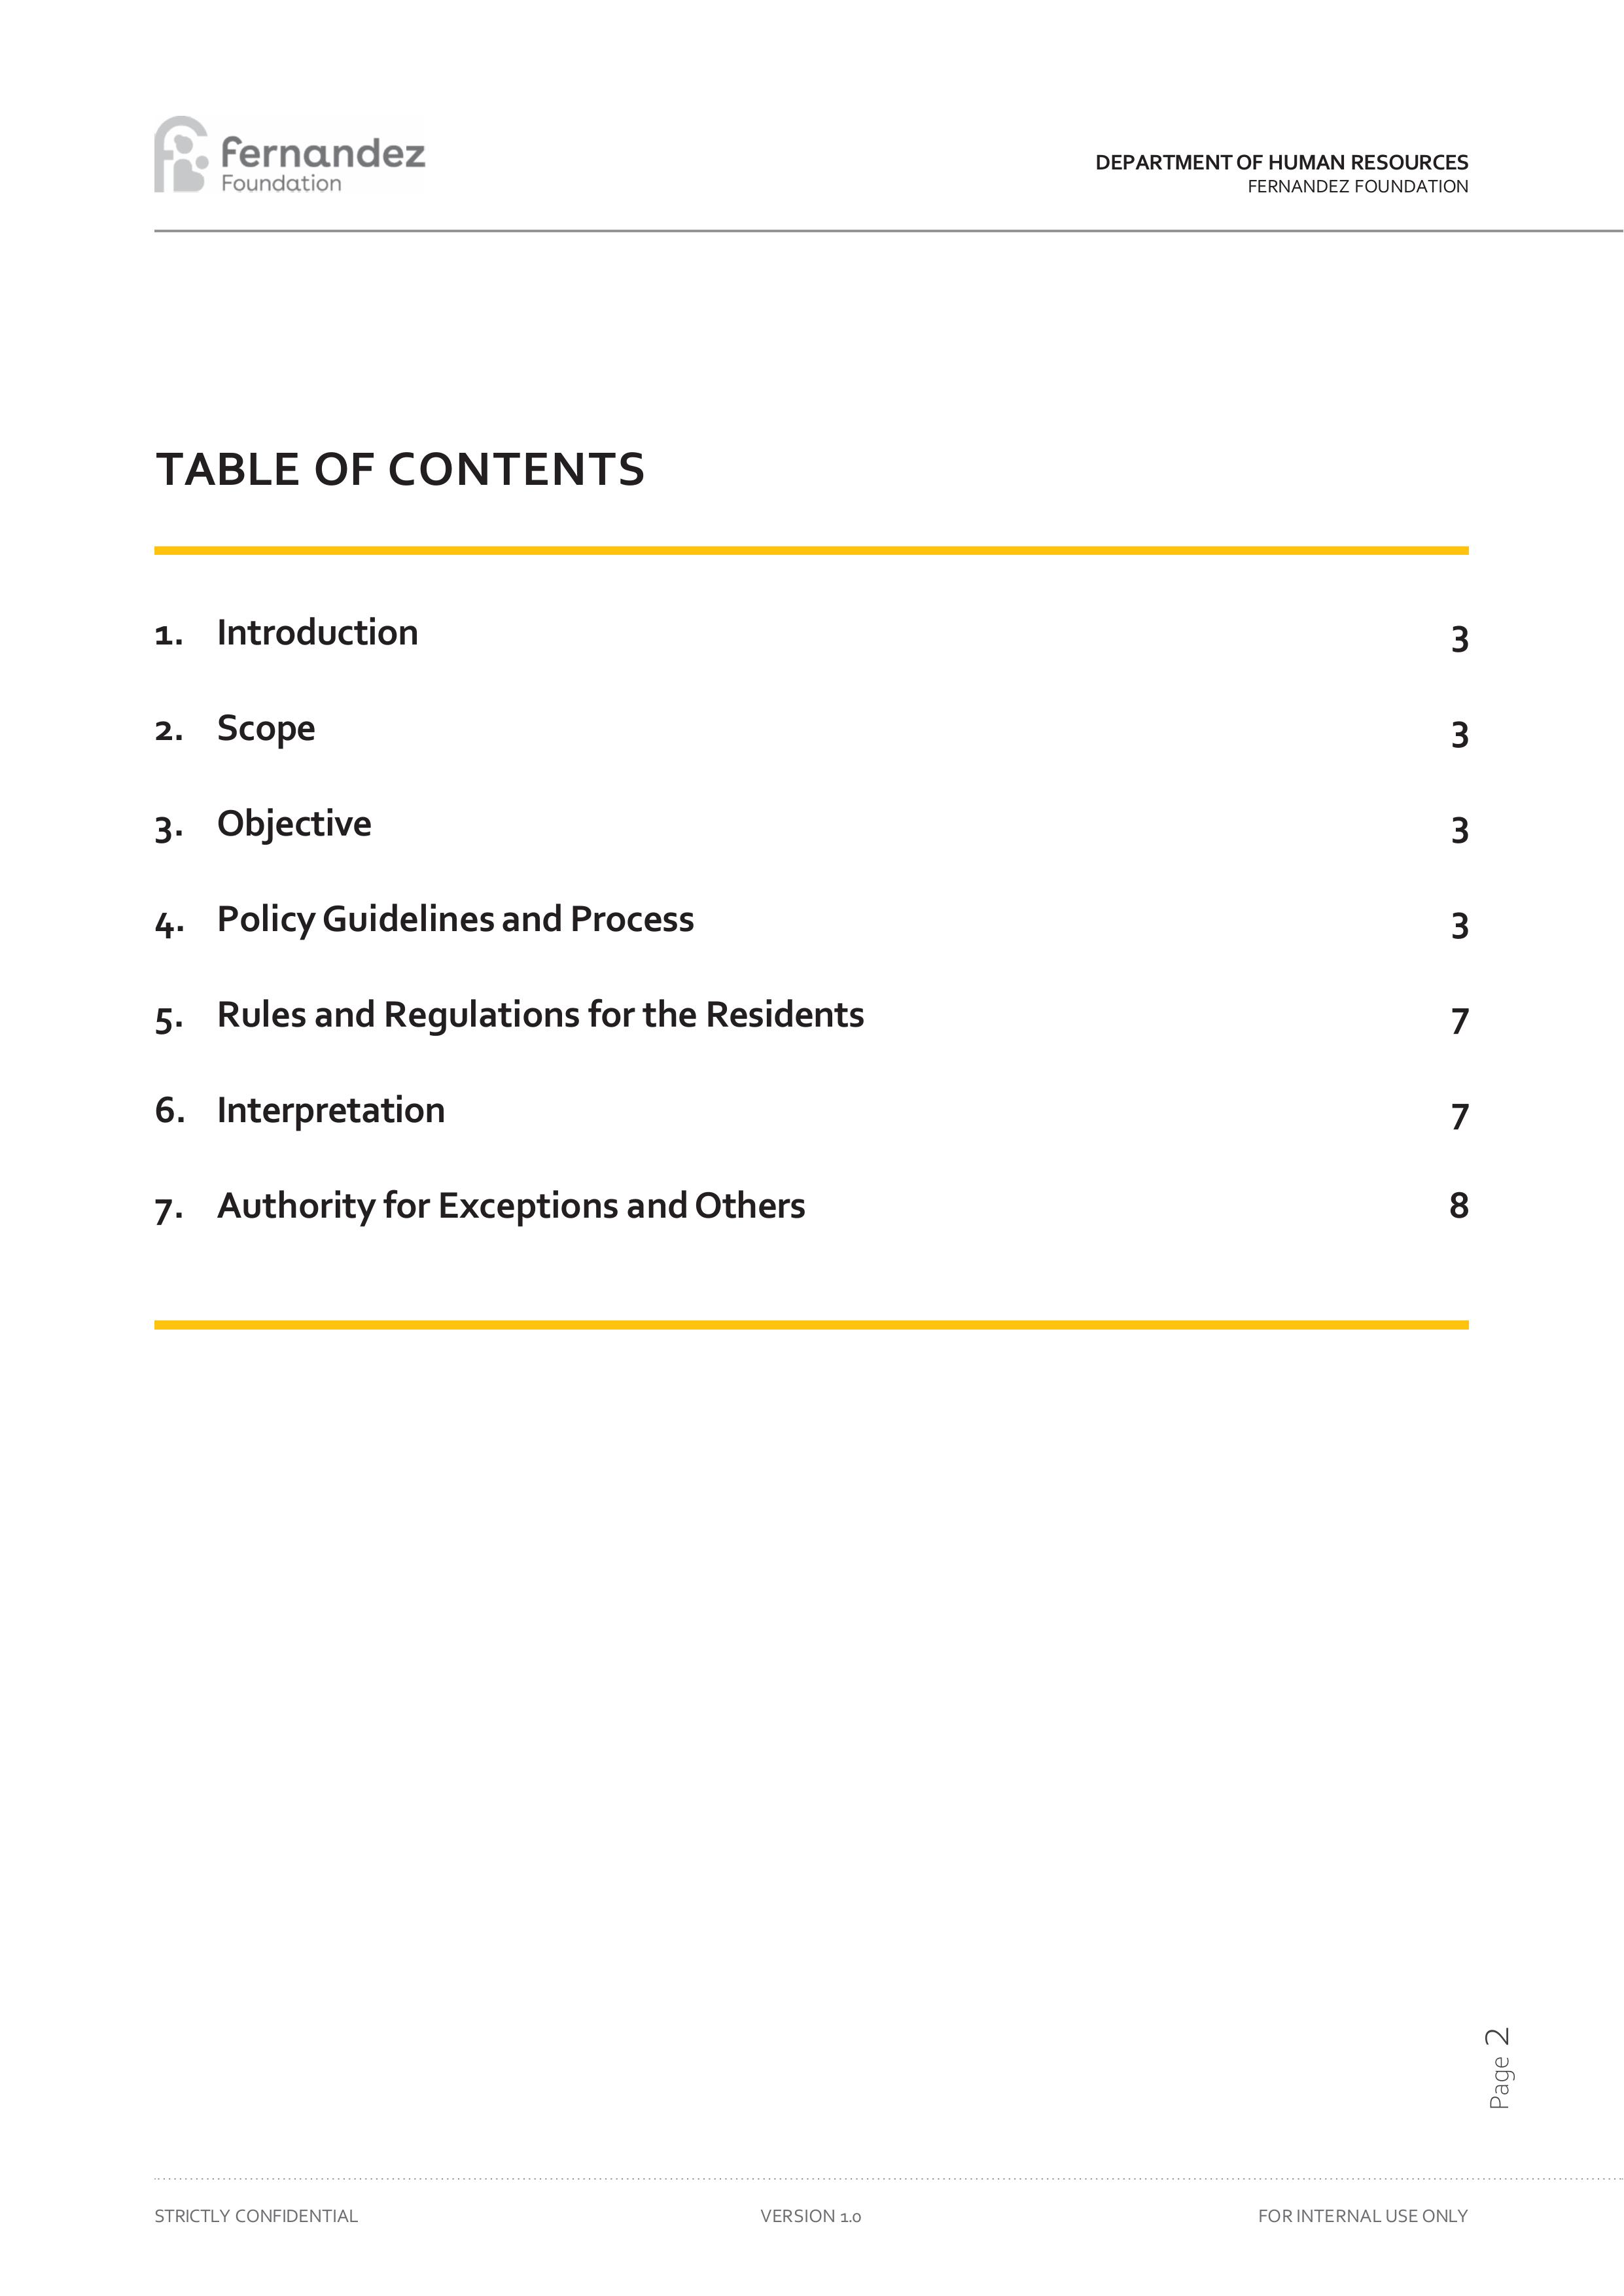 fernandez
Foundation
DEPARTMENT OF HUMAN RESOURCES
FERNANDEZ FOUNDATION
TABLE OF CONTENTS
1. Introduction 3
2. Scope 3
3. Objective 3
4. Policy Guidelines and Process 3
5. Rules and Regulations for the Residents 7
6. Interpretation 7
7. Authority for Exceptions and Others 8
Page 2
STRICTLY CONFIDENTIAL VERSION 1.0 FOR INTERNAL USE ONLY